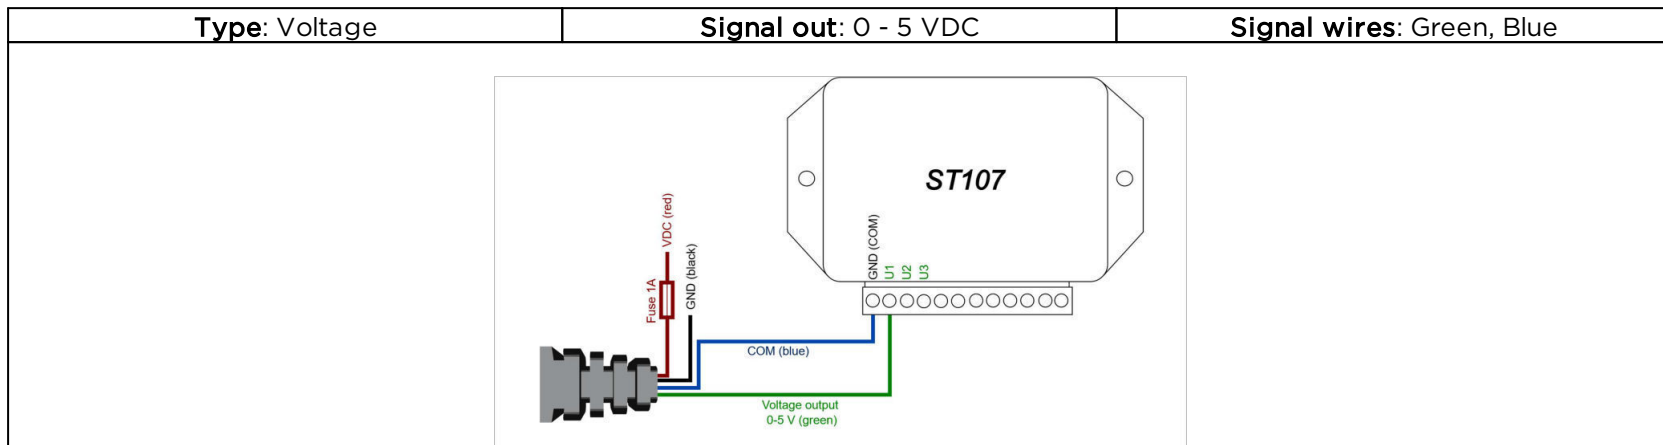 Type: Voltage
Signal out: 0 - 5 VDC
Signal wires: Green, Blue
ST107
GND (COM)
U1
U2
U3
VDC (red)
Fuse 1A
GND (black)
COM (blue)
Voltage output
0-5 V (green)